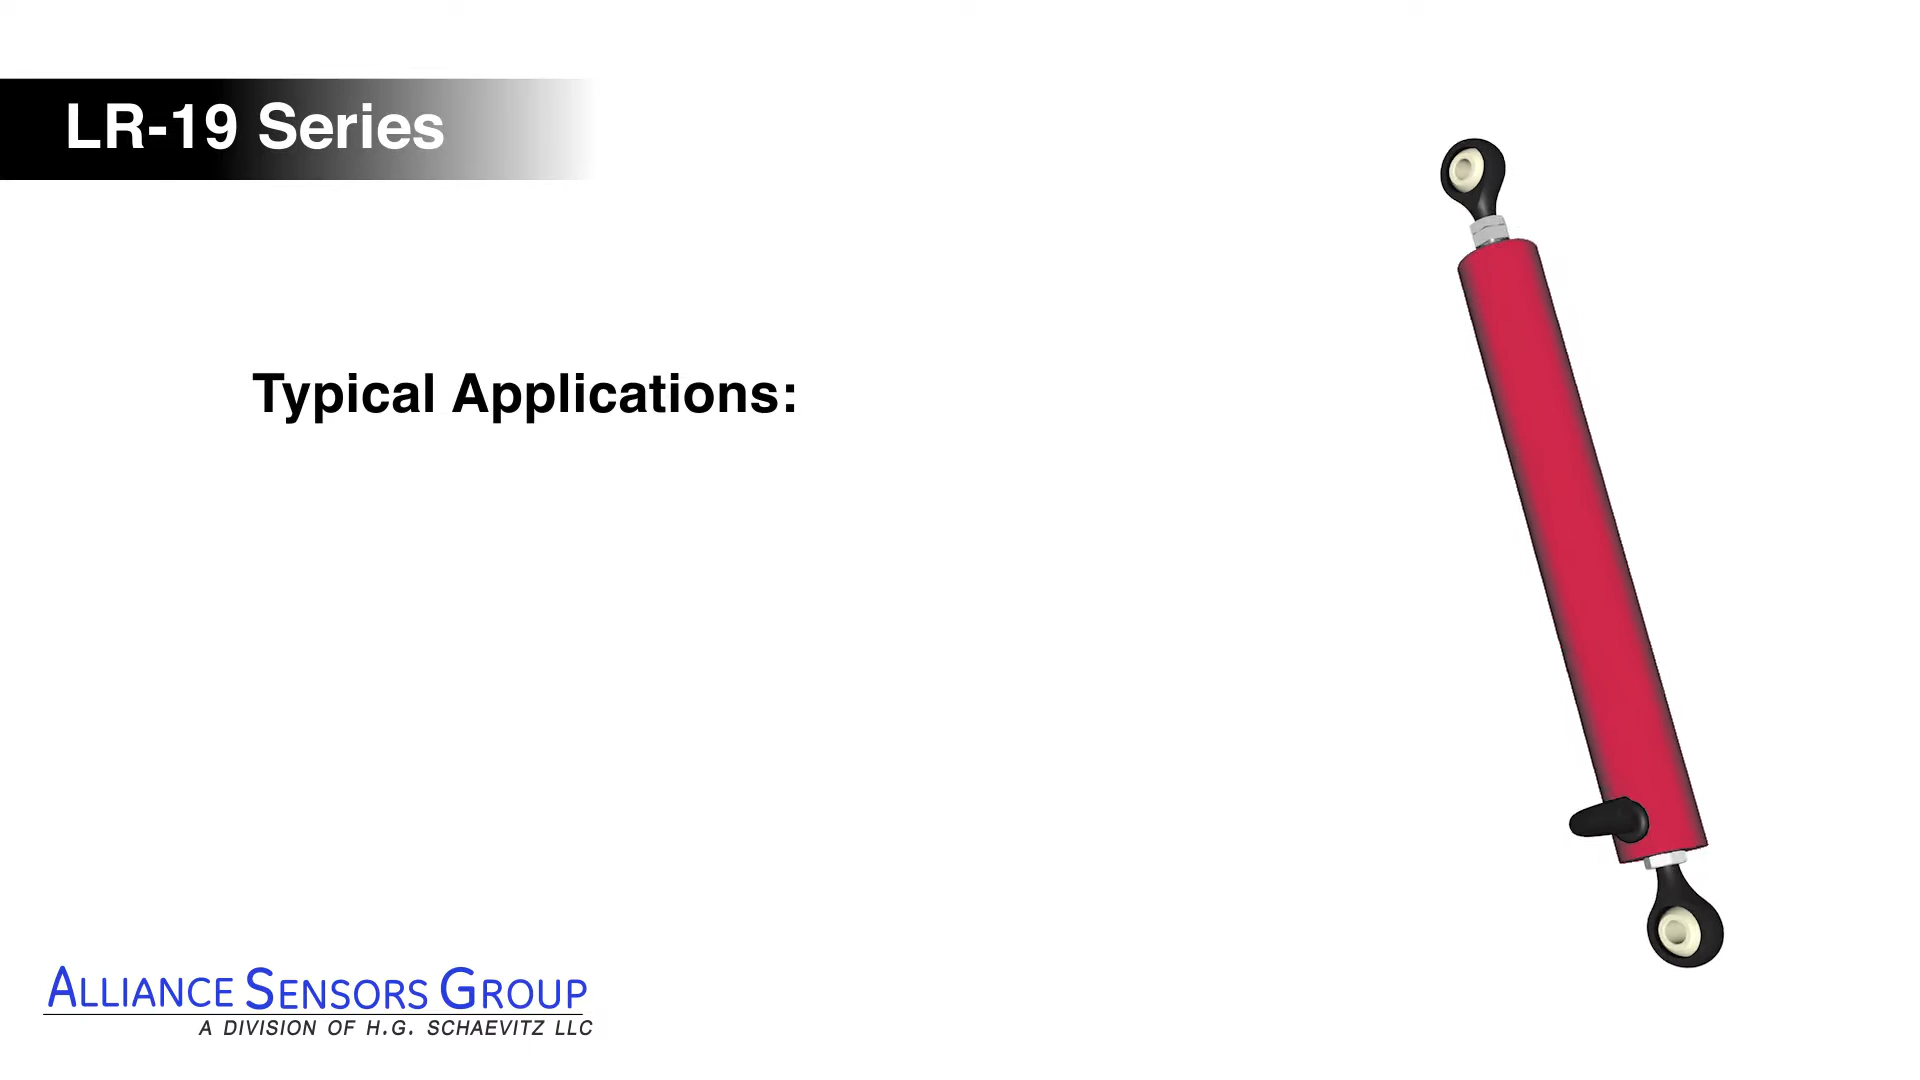 LR-19 Series
Typical Applications:
ALLIANCE SENSORS GROUP
A DIVISION OF H.G. SCHAEVITZ LLC